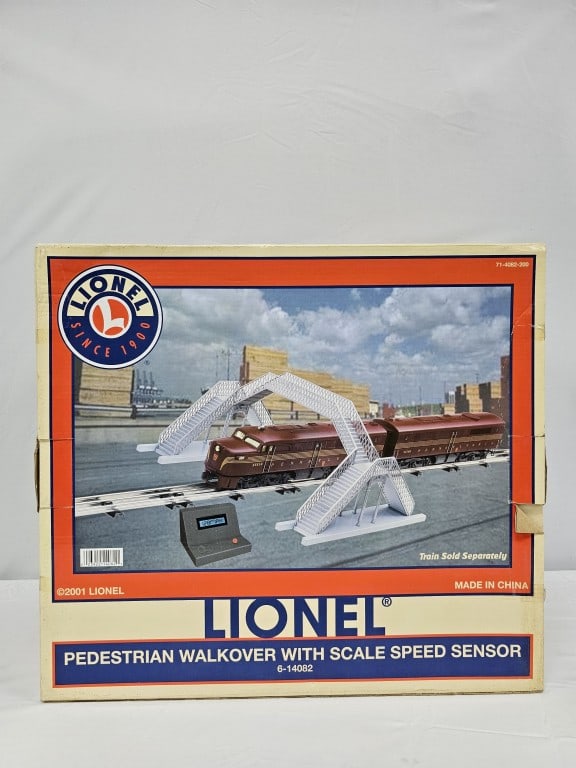 71-4082-200
LIONEL
L
SINCE 1900
®
Train Sold Separately
©2001 LIONEL
MADE IN CHINA
LIONEL®
PEDESTRIAN WALKOVER WITH SCALE SPEED SENSOR
6-14082